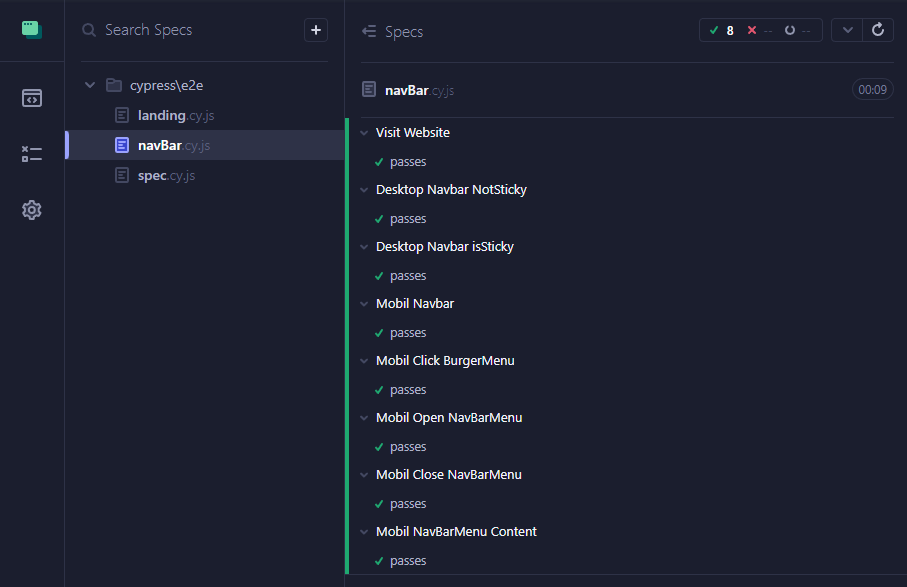 Search Specs
+
cypress\e2e
landing.cy.js
navBar.cy.js
spec.cy.js
Specs
8 -- --
navBar.cy.js
00:09
Visit Website
passes
Desktop Navbar NotSticky
passes
Desktop Navbar isSticky
passes
Mobil Navbar
passes
Mobil Click BurgerMenu
passes
Mobil Open NavBarMenu
passes
Mobil Close NavBarMenu
passes
Mobil NavBarMenu Content
passes